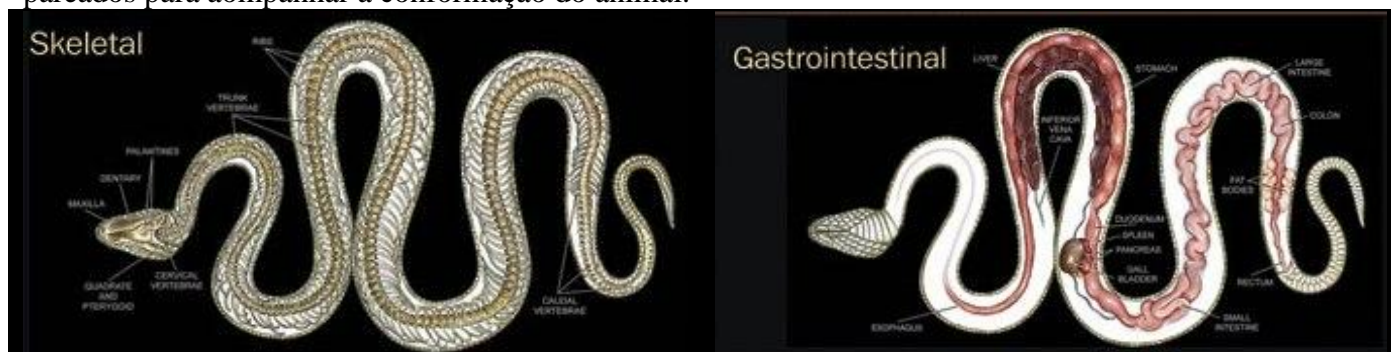 parcados para aompanhar a conformação do animal.
Skeletal
RIBS
TRUNK
VERTEBRAE
PALANTINES
DENTARY
MAXILLA
QUADRATE
AND
PTERYGOID
CERVICAL
VERTEBRAE
CAUDAL
VERTEBRAE
Gastrointestinal
LIVER
STOMACH
LARGE
INTESTINE
COLON
INFERIOR
VENA
CAVA
FAT
BODIES
DUODENUM
SPLEEN
PANCREAS
GALL
BLADDER
RECTUM
ESOPHAGUS
SMALL
INTESTINE